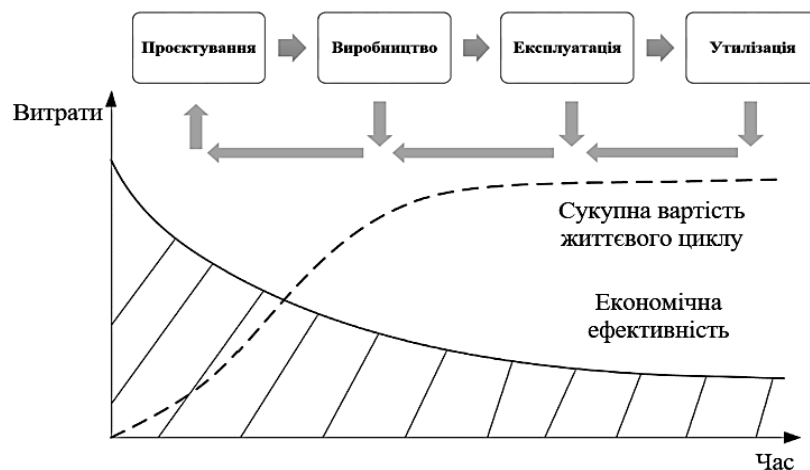 Проєктування
Виробництво
Експлуатація
Утилізація
Витрати
Сукупна вартість
життєвого циклу
Економічна
ефективність
Час